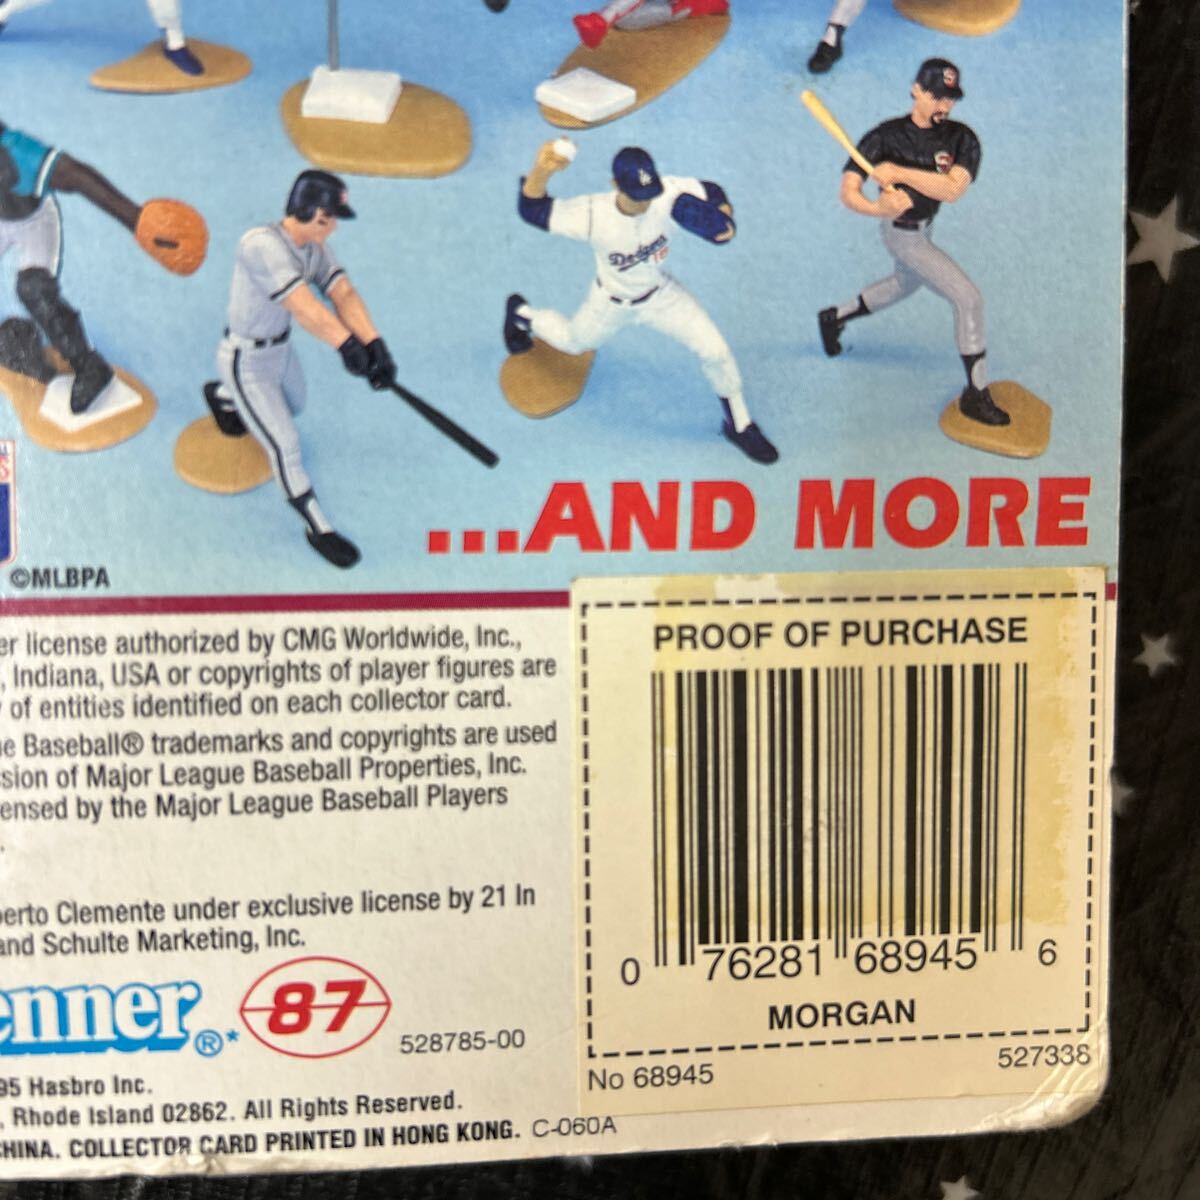 ...AND MORE
©MLBPA
er license authorized by CMG Worldwide, Inc.,
, Indiana, USA or copyrights of player figures are
of entities identified on each collector card.
e Baseball® trademarks and copyrights are used
sion of Major League Baseball Properties, Inc.
ensed by the Major League Baseball Players
.
erto Clemente under exclusive license by 21 In
and Schulte Marketing, Inc.
enner®*
87
528785-00
95 Hasbro Inc.
, Rhode Island 02862. All Rights Reserved.
CHINA. COLLECTOR CARD PRINTED IN HONG KONG. C-060A
PROOF OF PURCHASE
0 76281 68945 6
MORGAN
No 68945
527338
Dodgers